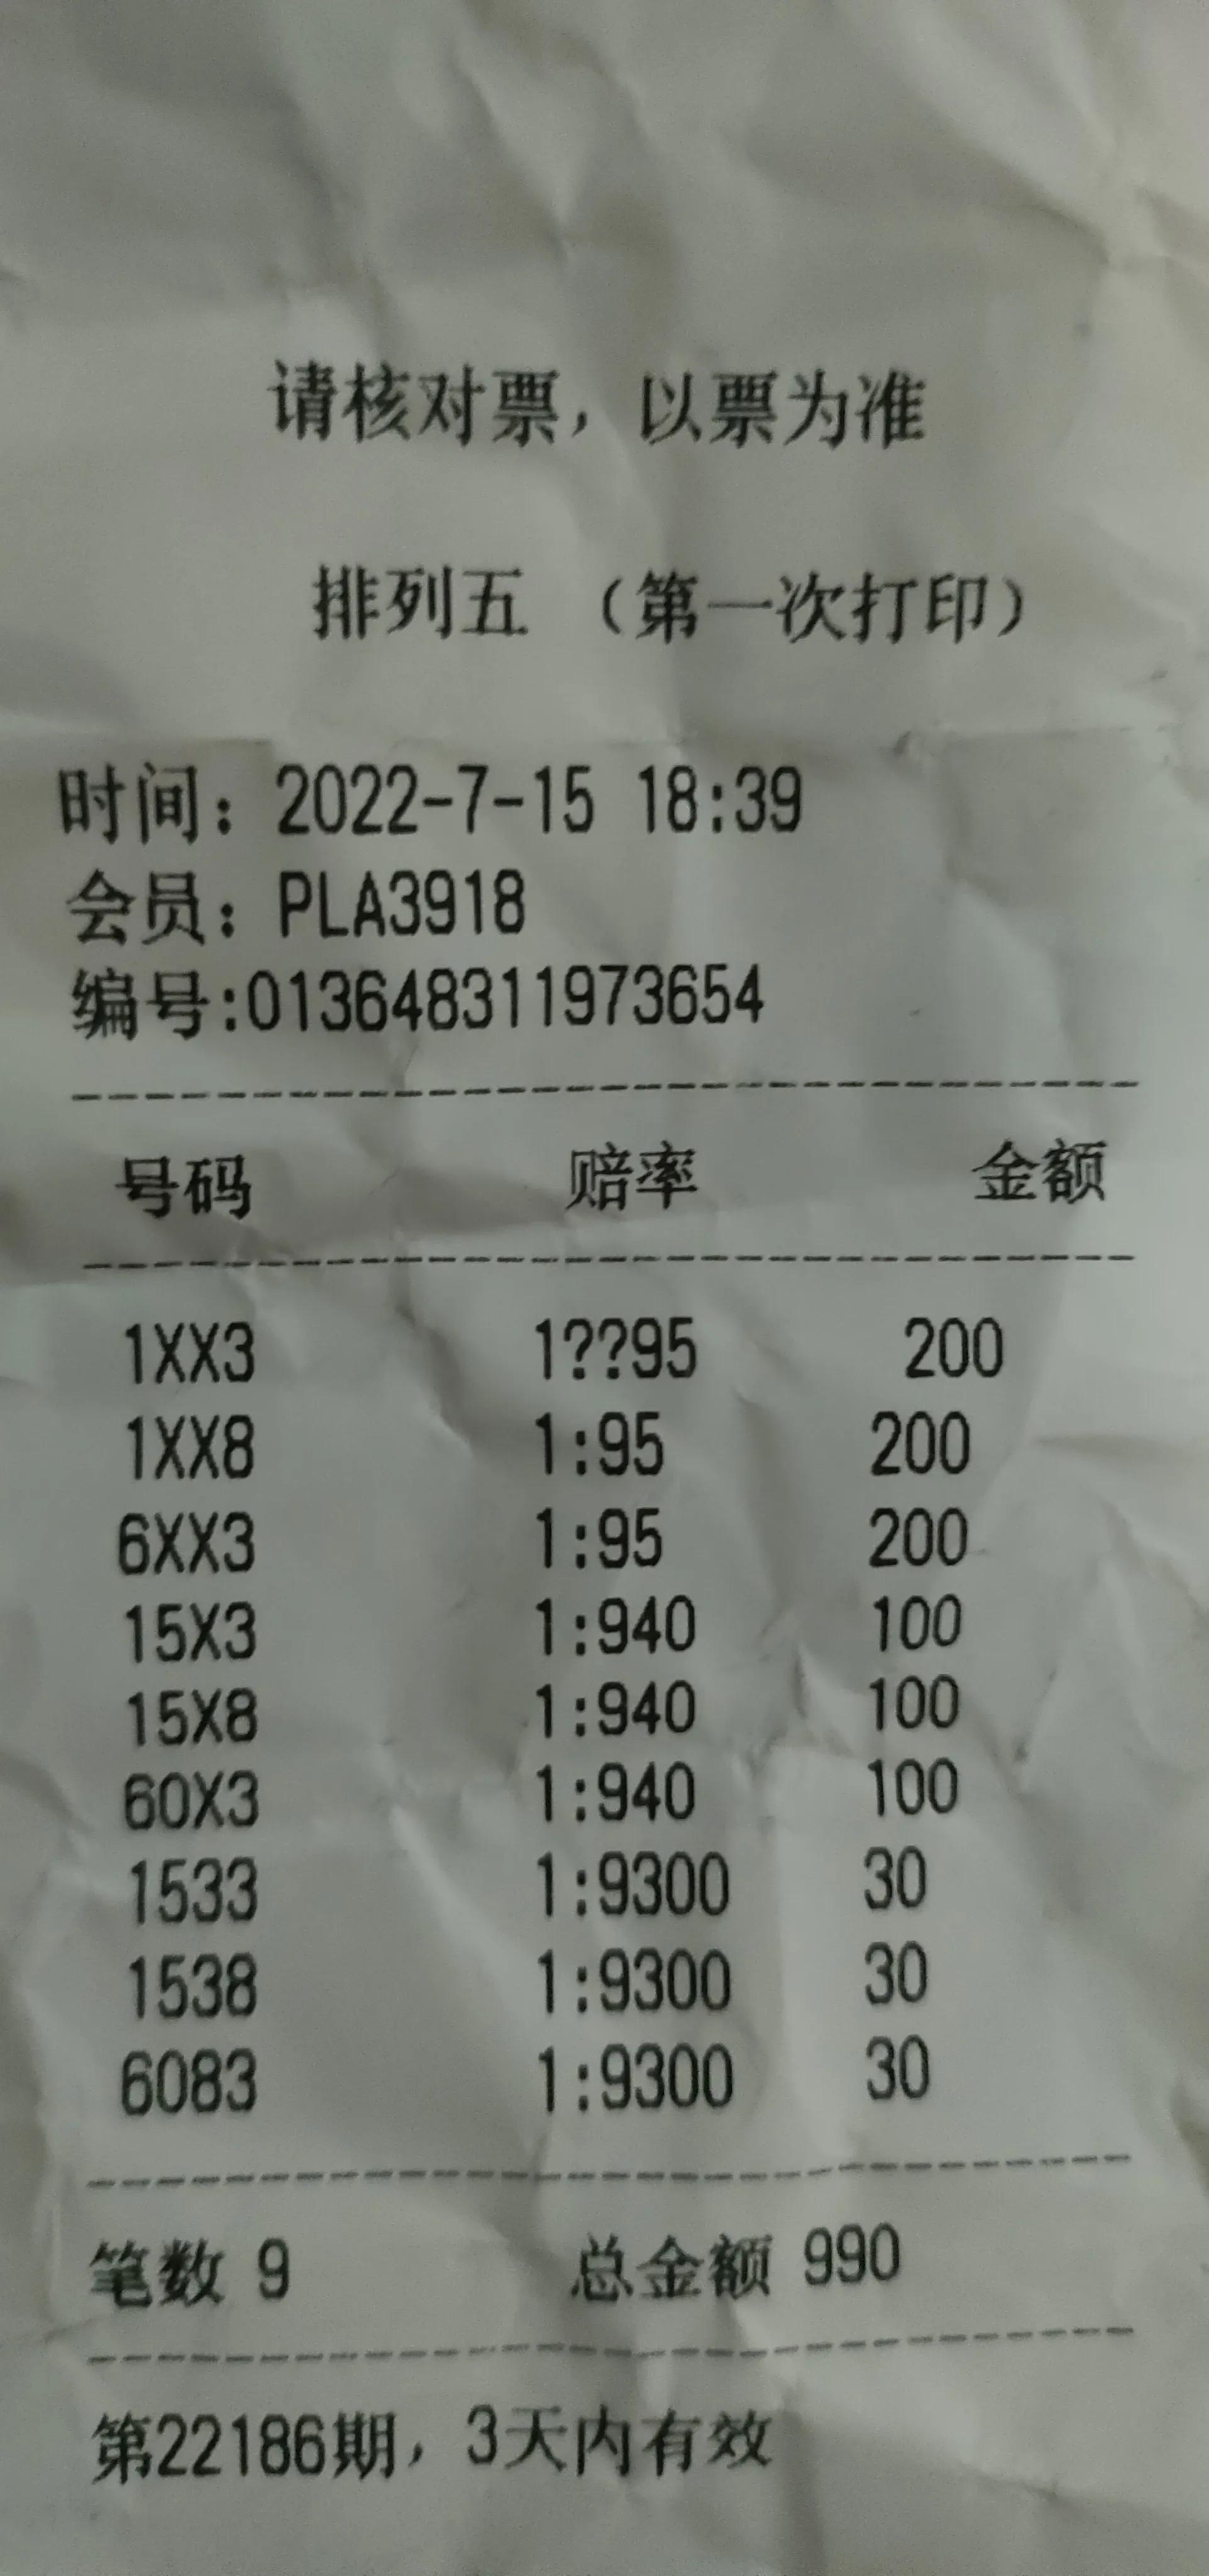 请核对票，以票为准
排列五 （第一次打印）
时间：2022-7-15 18:39
会员：PLA3918
编号:013648311973654
号码 赔率 金额
1XX3 1??95 200
1XX8 1:95 200
6XX3 1:95 200
15X3 1:940 100
15X8 1:940 100
60X3 1:940 100
1533 1:9300 30
1538 1:9300 30
6083 1:9300 30
笔数 9 总金额 990
第22186期，3天内有效